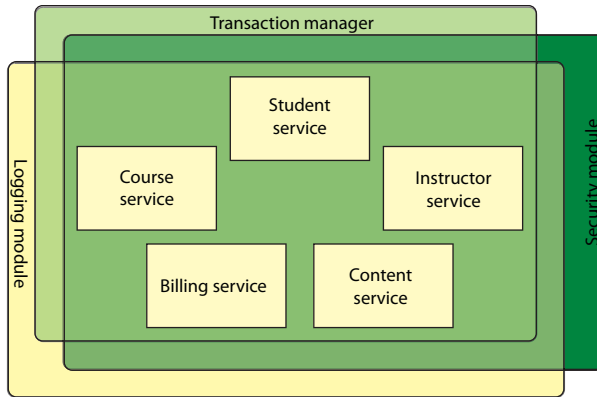 Transaction manager
Student
service
Course
service
Instructor
service
Billing service
Content
service
Logging module
Security module